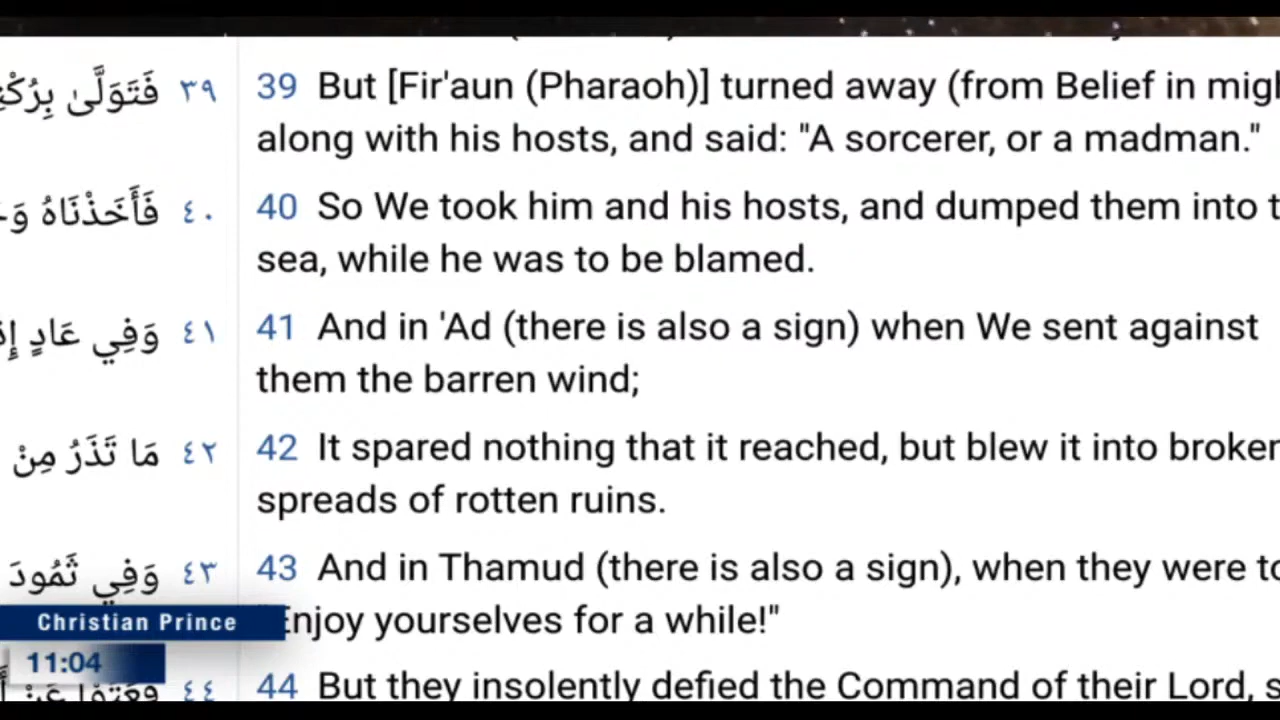 فَتَوَلَّىٰ ٣٩
39 But [Fir'aun (Pharaoh)] turned away (from Belief in
along with his hosts, and said: "A sorcerer, or a madman."
فَأَخَذْنَاهُ ٤٠
40 So We took him and his hosts, and dumped them into
sea, while he was to be blamed.
وَفِي عَادٍ ٤١
41 And in 'Ad (there is also a sign) when We sent against
them the barren wind;
مَا تَذَرُ مِنْ ٤٢
42 It spared nothing that it reached, but blew it into broken
spreads of rotten ruins.
وَفِي ثَمُودَ ٤٣
43 And in Thamud (there is also a sign), when they were
Enjoy yourselves for a while!"
Christian Prince
11:04
٤٤
44 But they insolently defied the Command of their Lord,